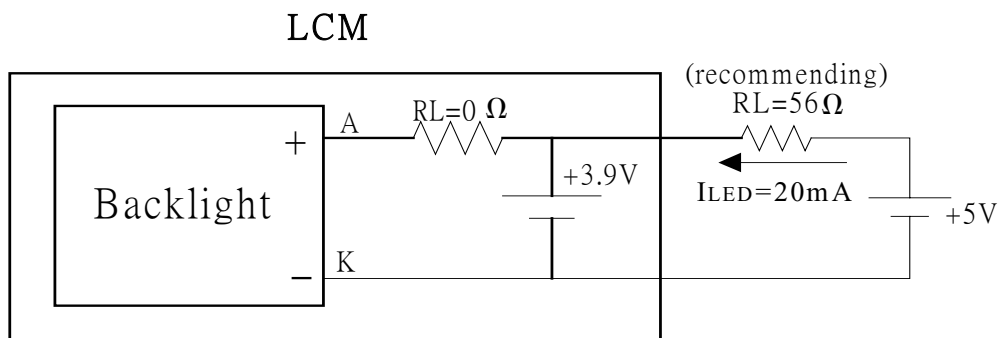 LCM
(recommending)
RL=56Ω
A
RL=0 Ω
+
+3.9V
ILED=20mA
Backlight
+5V
K
−